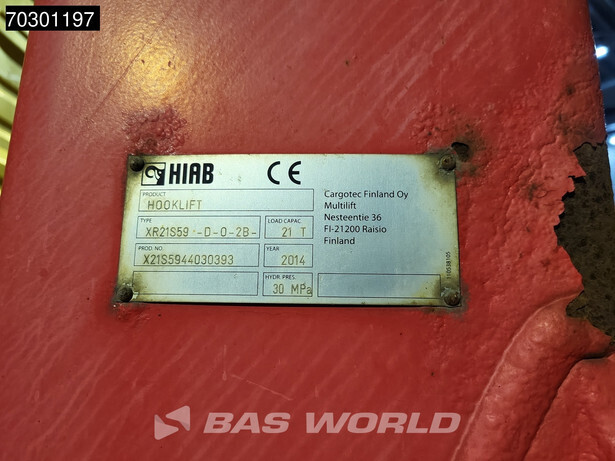 70301197
HIAB CE
PRODUCT
HOOKLIFT
TYPE
XR21S59 -D-0-2B-
LOAD CAPAC
21 T
PROD. NO.
X21S5944030393
YEAR
2014
HYDR. PRES.
30 MPa
Cargotec Finland Oy
Multilift
Nesteentie 36
FI-21200 Raisio
Finland
BAS WORLD